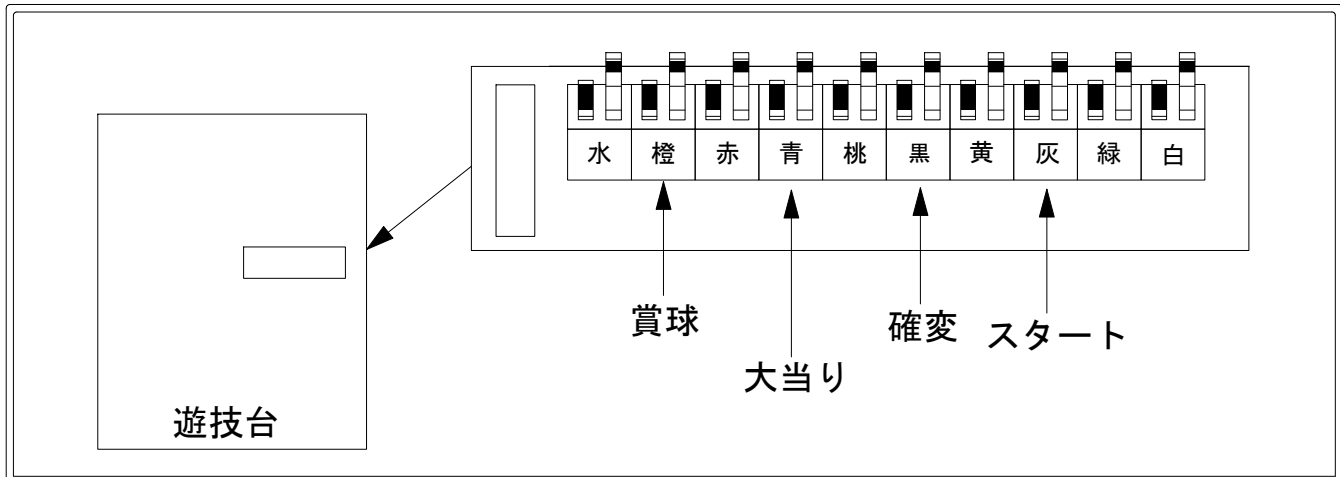 水 橙 赤 青 桃 黒 黄 灰 緑 白
賞球
確変
スタート
大当り
遊技台